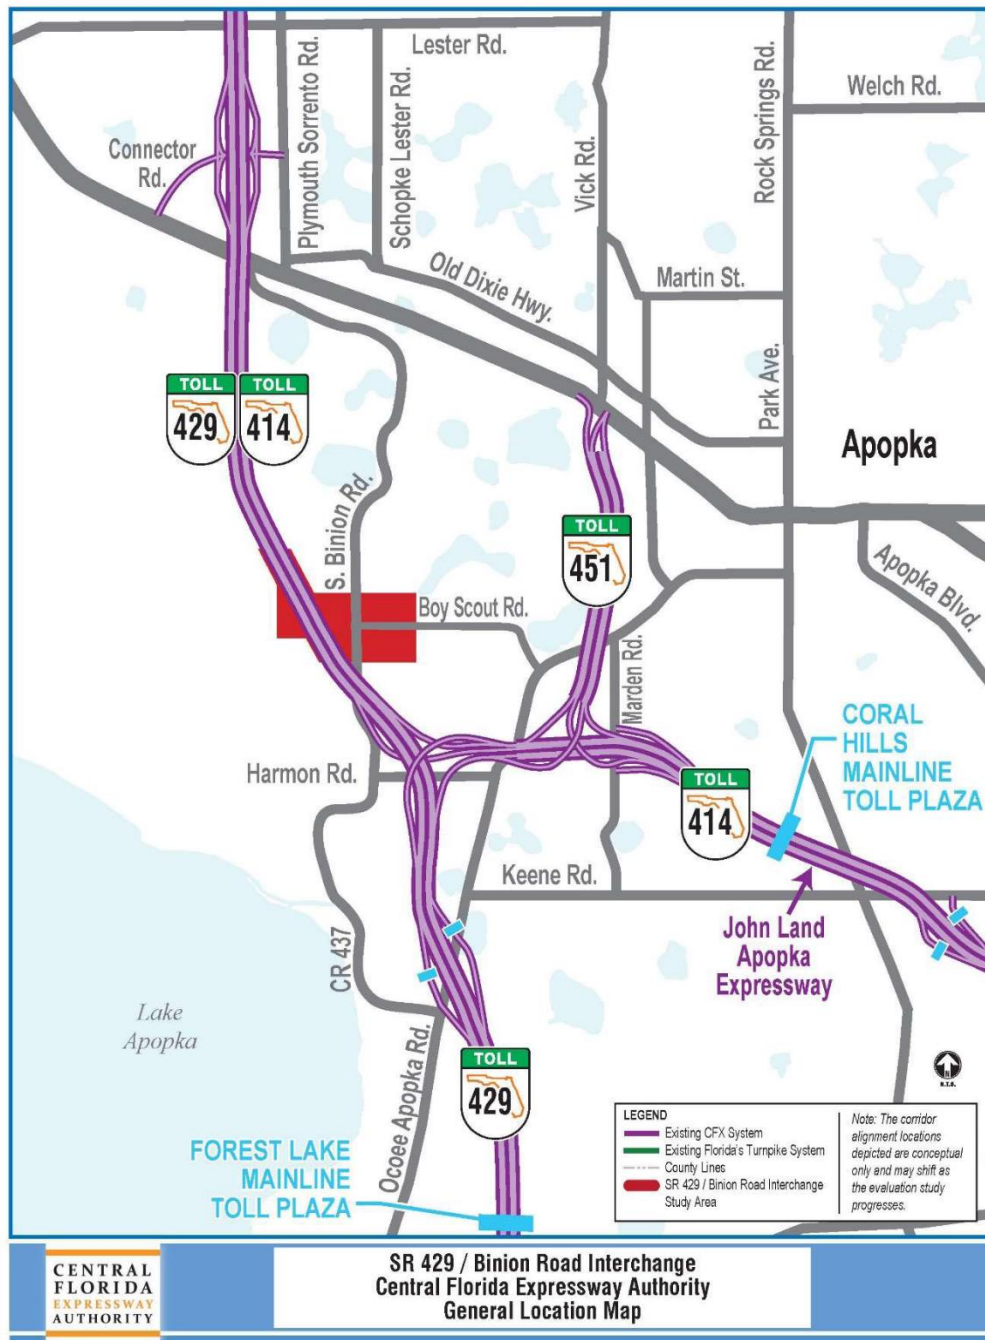 Lester Rd.
Welch Rd.
Plymouth Sorrento Rd.
Schopke Lester Rd.
Vick Rd.
Rock Springs Rd.
Connector
Rd.
Old Dixie Hwy.
Martin St.
Park Ave.
TOLL
429
TOLL
414
Apopka
S. Binion Rd.
TOLL
451
Boy Scout Rd.
Apopka Blvd.
Marden Rd.
CORAL
HILLS
MAINLINE
TOLL PLAZA
Harmon Rd.
TOLL
414
Keene Rd.
John Land
Apopka
Expressway
CR 437
Lake
Apopka
Ocoee Apopka Rd.
TOLL
429
N
N.T.S.
FOREST LAKE
MAINLINE
TOLL PLAZA
LEGEND
Existing CFX System
Existing Florida's Turnpike System
County Lines
SR 429 / Binion Road Interchange
Study Area
Note: The corridor
alignment locations
depicted are conceptual
only and may shift as
the evaluation study
progresses.
CENTRAL
FLORIDA
EXPRESSWAY
AUTHORITY
SR 429 / Binion Road Interchange
Central Florida Expressway Authority
General Location Map